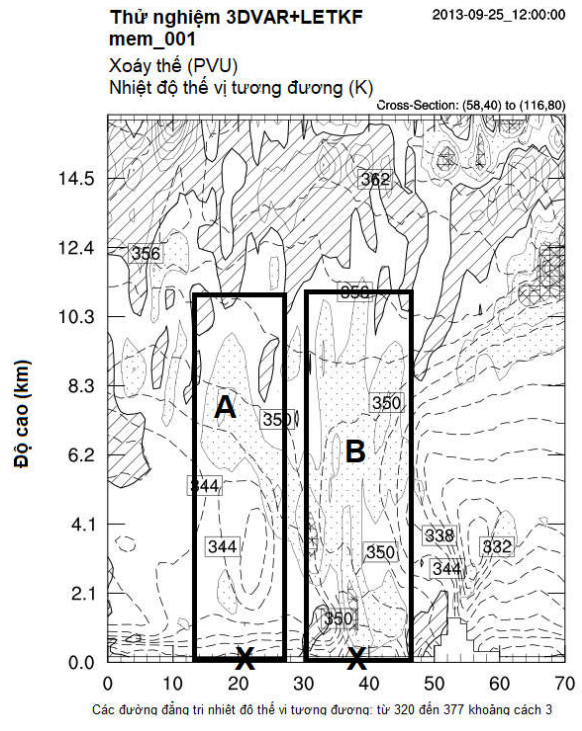 Thử nghiệm 3DVAR+LETKF
2013-09-25_12:00:00
mem_001
Xoáy thế (PVU)
Nhiệt độ thế vị tương đương (K)
Cross-Section: (58,40) to (116,80)
Độ cao (km)
14.5
12.4
10.3
8.3
6.2
4.1
2.1
0.0
362
356
A
350
350
B
344
344
350
338
332
344
350
X
X
0 10 20 30 40 50 60 70
Các đường đẳng trị nhiệt độ thế vị tương đương: từ 320 đến 377 khoảng cách 3